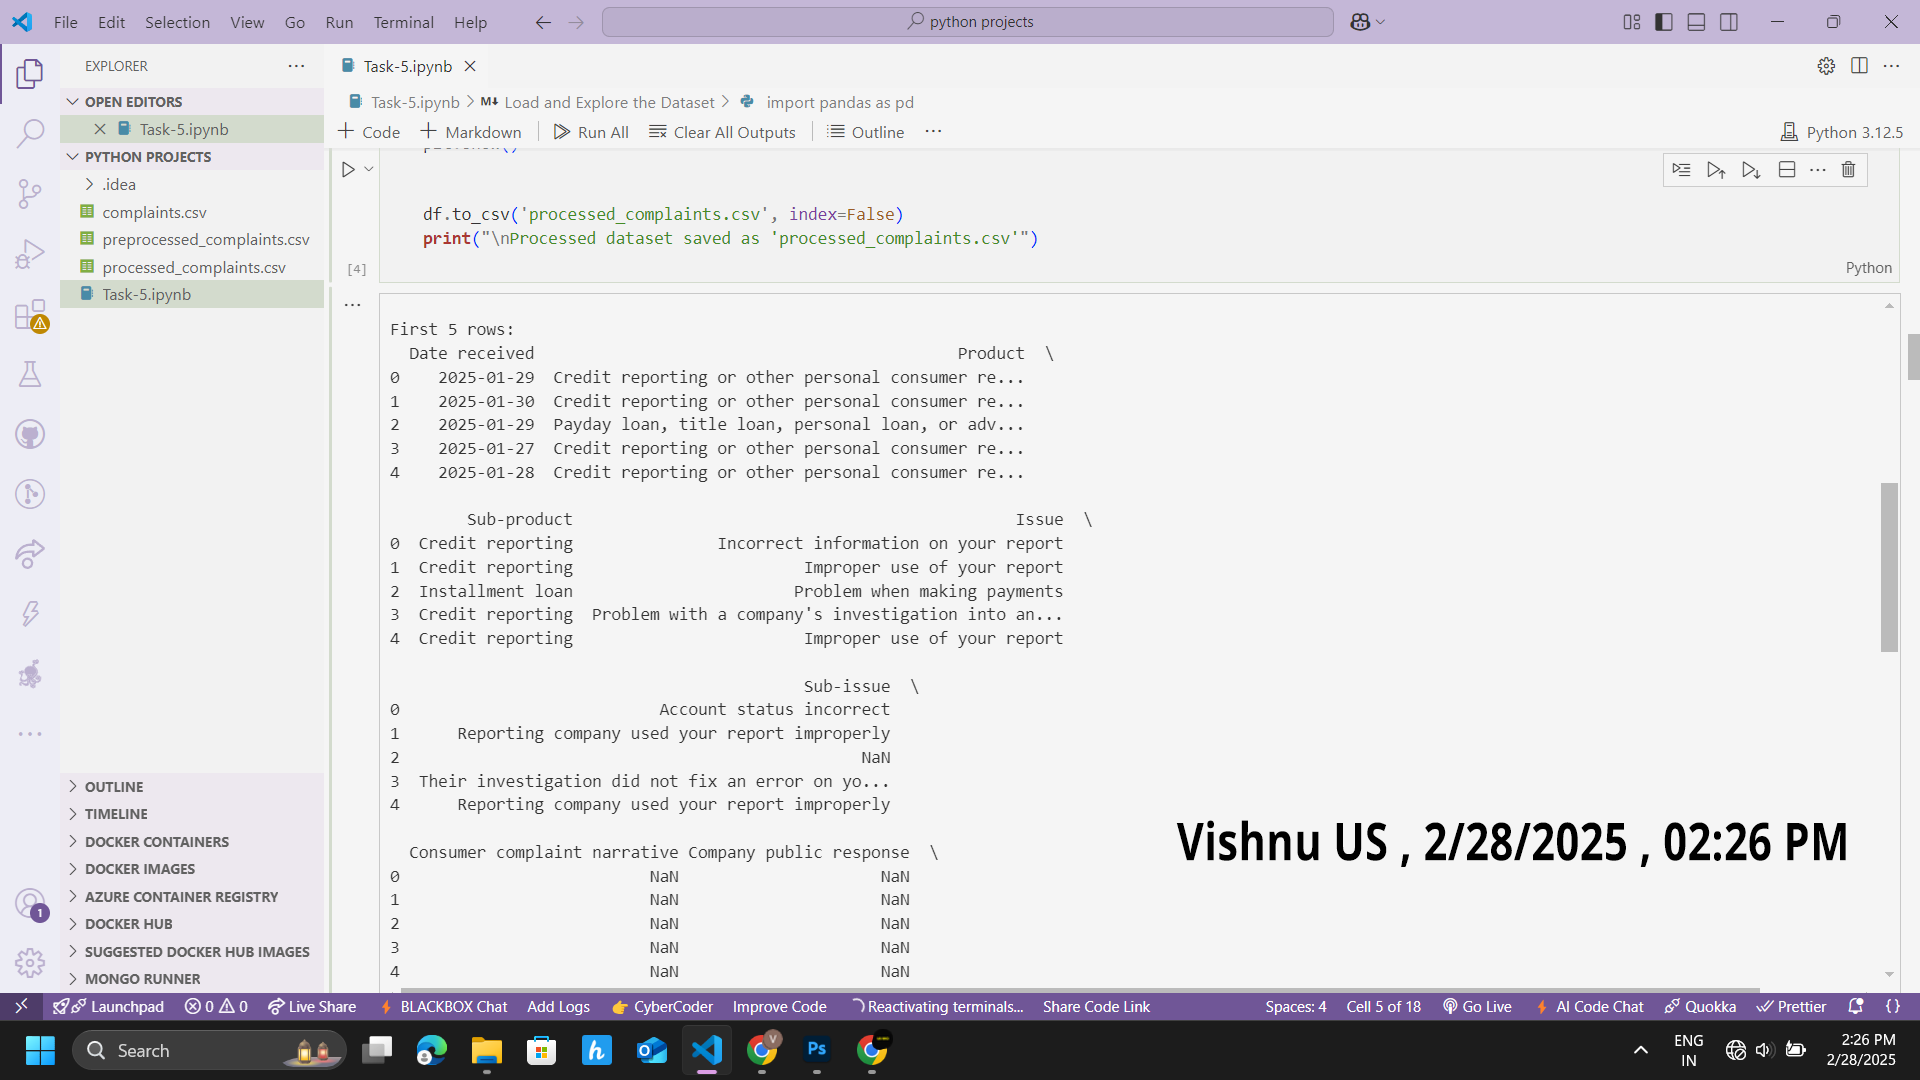 File Edit Selection View Go Run Terminal Help
python projects
EXPLORER
OPEN EDITORS
Task-5.ipynb
PYTHON PROJECTS
.idea
complaints.csv
preprocessed_complaints.csv
processed_complaints.csv
Task-5.ipynb
OUTLINE
TIMELINE
DOCKER CONTAINERS
DOCKER IMAGES
AZURE CONTAINER REGISTRY
DOCKER HUB
SUGGESTED DOCKER HUB IMAGES
MONGO RUNNER
1
Task-5.ipynb
Task-5.ipynb > M↓ Load and Explore the Dataset > import pandas as pd
+ Code + Markdown Run All Clear All Outputs Outline ...
Python 3.12.5
df.to_csv('processed_complaints.csv', index=False)
print("\nProcessed dataset saved as 'processed_complaints.csv'")
[4]
Python
First 5 rows:
Date received Product \
0 2025-01-29 Credit reporting or other personal consumer re...
1 2025-01-30 Credit reporting or other personal consumer re...
2 2025-01-29 Payday loan, title loan, personal loan, or adv...
3 2025-01-27 Credit reporting or other personal consumer re...
4 2025-01-28 Credit reporting or other personal consumer re...
Sub-product Issue \
0 Credit reporting Incorrect information on your report
1 Credit reporting Improper use of your report
2 Installment loan Problem when making payments
3 Credit reporting Problem with a company's investigation into an...
4 Credit reporting Improper use of your report
Sub-issue \
0 Account status incorrect
1 Reporting company used your report improperly
2 NaN
3 Their investigation did not fix an error on yo...
4 Reporting company used your report improperly
Consumer complaint narrative Company public response \
0 NaN NaN
1 NaN NaN
2 NaN NaN
3 NaN NaN
4 NaN NaN
Vishnu US , 2/28/2025 , 02:26 PM
Launchpad 0 0 Live Share BLACKBOX Chat Add Logs CyberCoder Improve Code Reactivating terminals... Share Code Link Spaces: 4 Cell 5 of 18 Go Live AI Code Chat Quokka Prettier {}
Search
h
Ps
V
ENG
IN
2:26 PM
2/28/2025